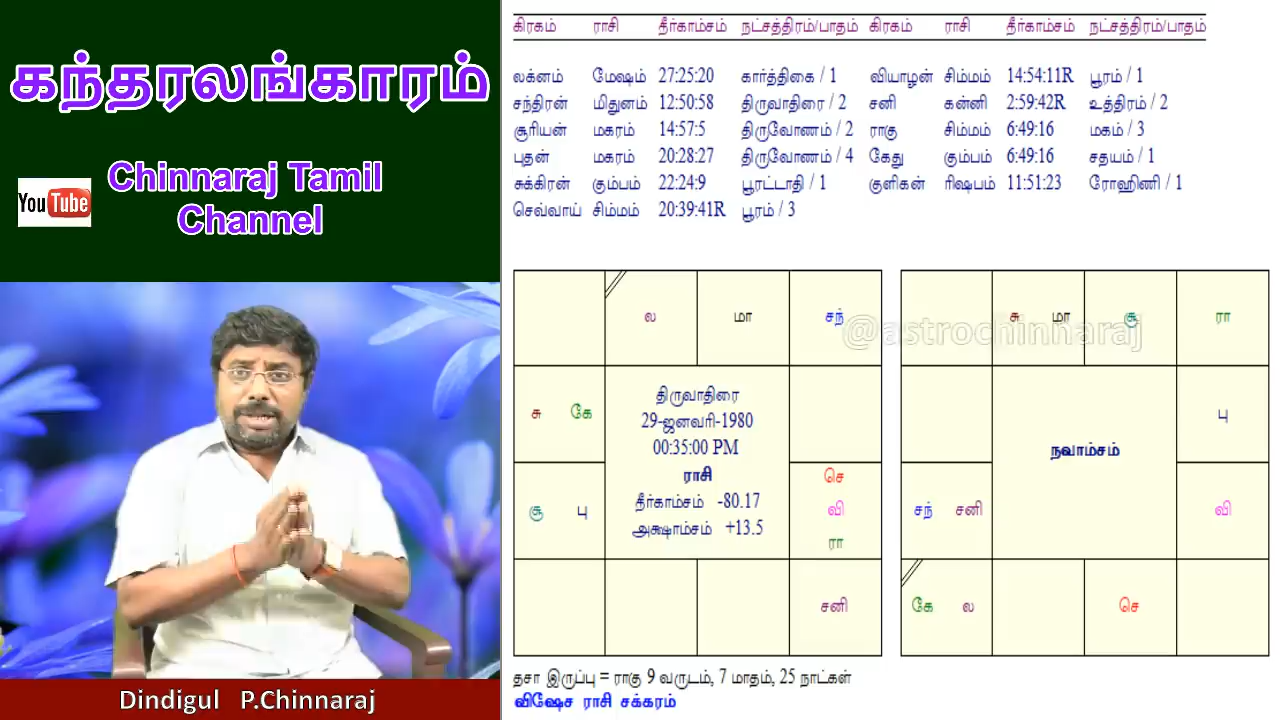 கந்தரலங்காரம்
YouTube
Chinnaraj Tamil
Channel
Dindigul P.Chinnaraj
கிரகம் ராசி தீர்காம்சம் நட்சத்திரம்/பாதம் கிரகம் ராசி தீர்காம்சம் நட்சத்திரம்/பாதம்
லக்னம் மேஷம் 27:25:20 கார்த்திகை / 1 வியாழன் சிம்மம் 14:54:11R பூரம் / 1
சந்திரன் மிதுனம் 12:50:58 திருவாதிரை / 2 சனி கன்னி 2:59:42R உத்திரம் / 2
சூரியன் மகரம் 14:57:5 திருவோணம் / 2 ராகு சிம்மம் 6:49:16 மகம் / 3
புதன் மகரம் 20:28:27 திருவோணம் / 4 கேது கும்பம் 6:49:16 சதயம் / 1
சுக்கிரன் கும்பம் 22:24:9 பூரட்டாதி / 1 குளிகன் ரிஷபம் 11:51:23 ரோஹிணி / 1
செவ்வாய் சிம்மம் 20:39:41R பூரம் / 3
ல மா சந்
சு கே
சூ பு
செ
வி
ரா
சனி
திருவாதிரை
29-ஜனவரி-1980
00:35:00 PM
ராசி
தீர்காம்சம் -80.17
அக்ஷாம்சம் +13.5
@astrochinnaraj
சு மா சூ ரா
பு
நவாம்சம்
சந் சனி வி
கே ல செ
தசா இருப்பு = ராகு 9 வருடம், 7 மாதம், 25 நாட்கள்
விஷேச ராசி சக்கரம்